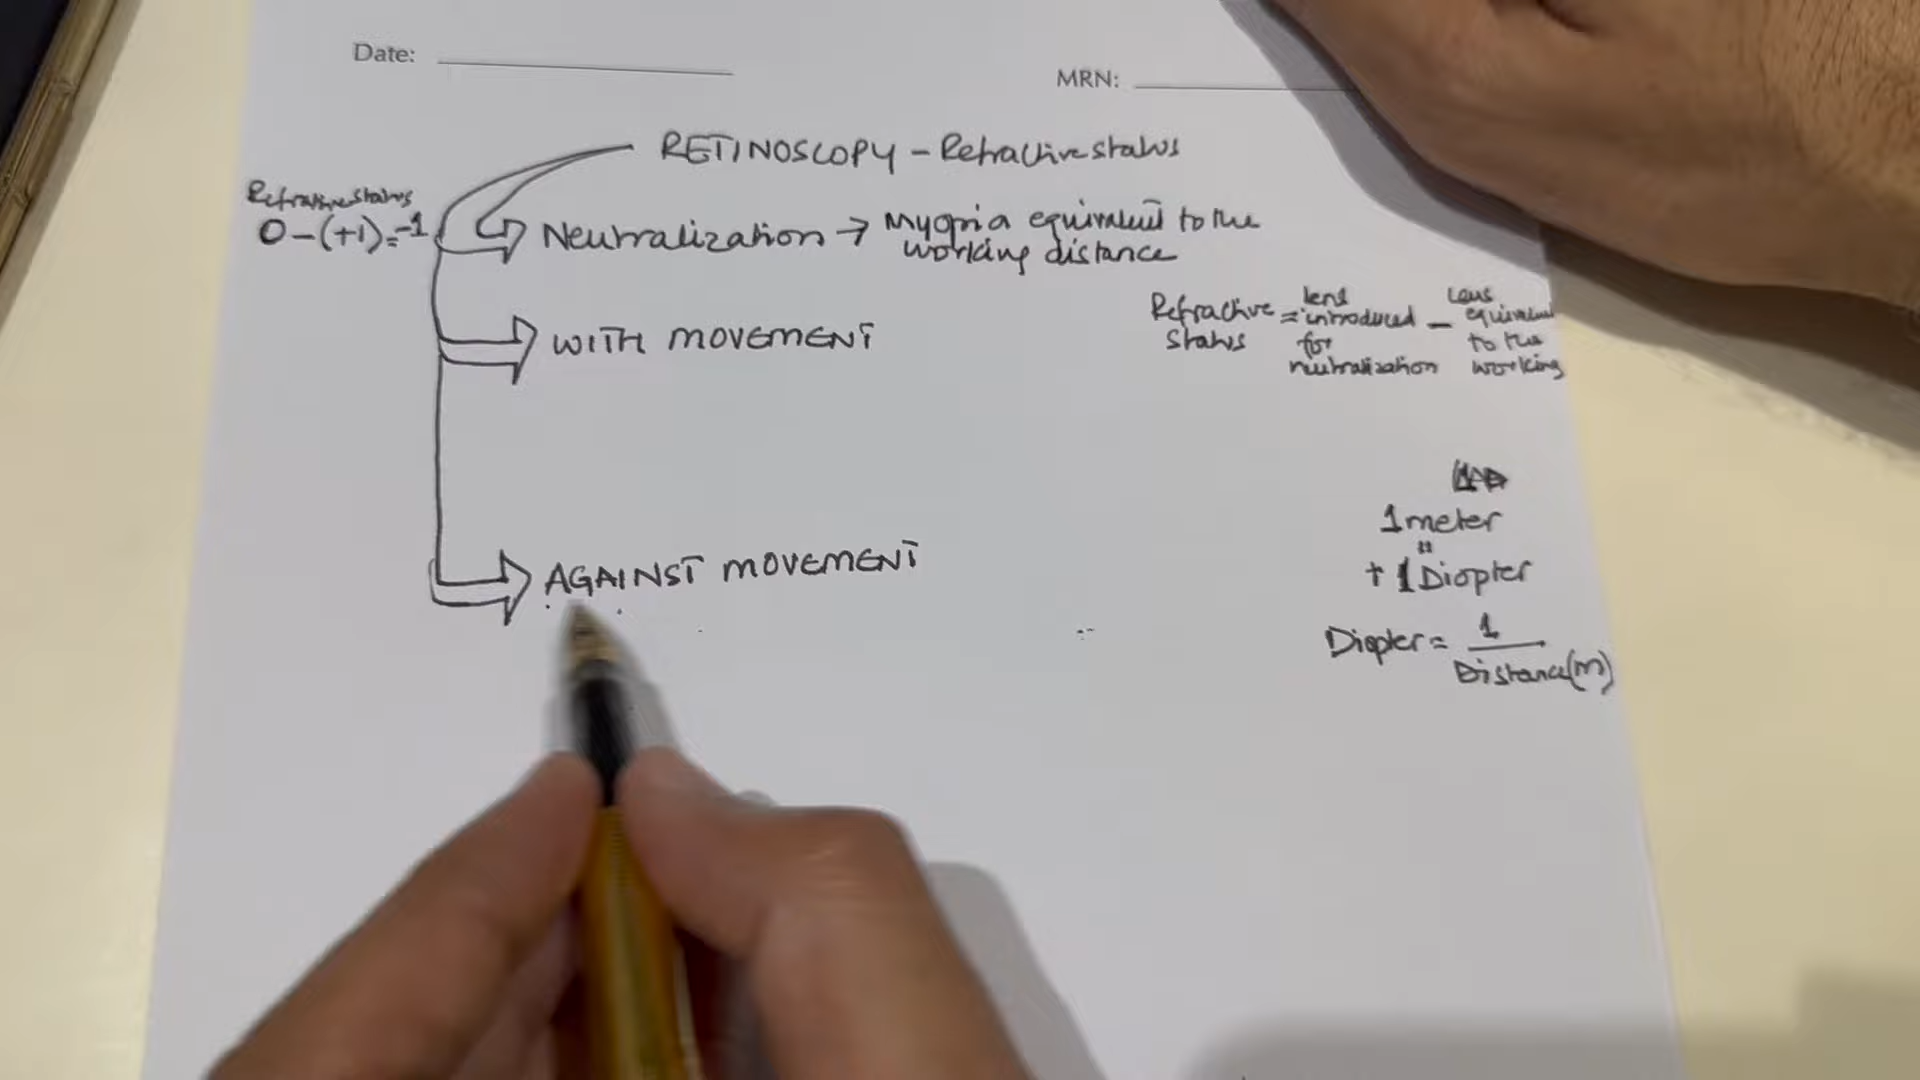 Date:
MRN:
RETINOSCOPY - Refractive status
Refractive status
0 - (+1) = -1
Neutralization → Myopia equivalent to the
working distance
Refractive
status
= lens
introduced
for
neutralization
- Lens
equivalent
to the
working
WITH MOVEMENT
1 meter
"
+ 1 Diopter
AGAINST MOVEMENT
Diopter = 1
Distance(m)